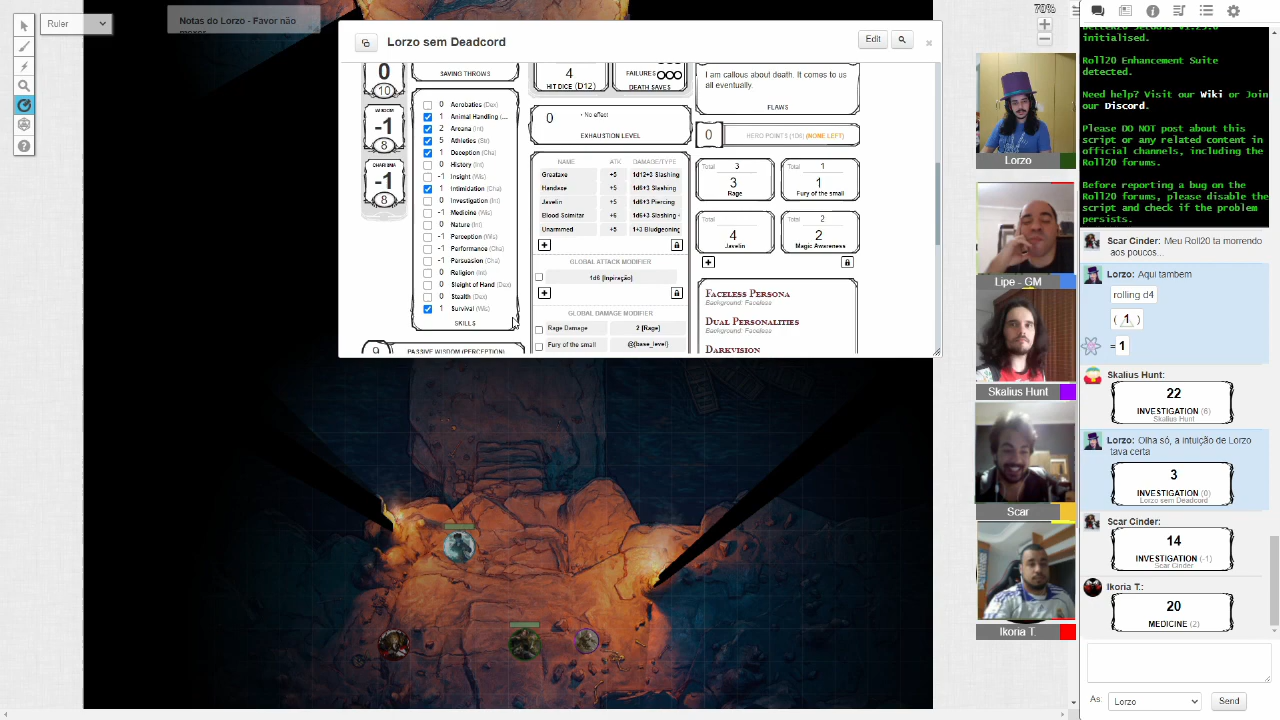 Ruler
Notas do Lorzo - Favor não
mexer
Lorzo sem Deadcord
Edit
0
10
WISDOM
-1
8
CHARISMA
-1
8
SAVING THROWS
0 Acrobatics (Dex)
1 Animal Handling (...
2 Arcana (Int)
5 Athletics (Str)
1 Deception (Cha)
0 History (Int)
-1 Insight (Wis)
1 Intimidation (Cha)
0 Investigation (Int)
-1 Medicine (Wis)
0 Nature (Int)
-1 Perception (Wis)
-1 Performance (Cha)
-1 Persuasion (Cha)
0 Religion (Int)
0 Sleight of Hand (Dex)
0 Stealth (Dex)
1 Survival (Wis)
SKILLS
9 PASSIVE WISDOM (PERCEPTION)
4
HIT DICE (D12)
FAILURES
DEATH SAVES
0
- No effect
EXHAUSTION LEVEL
NAME ATK DAMAGE/TYPE
Greataxe +5 1d12+3 Slashing
Handaxe +5 1d6+3 Slashing
Javelin +5 1d6+3 Piercing
Blood Scimitar +6 1d6+3 Slashing +
Unarmed +5 1+3 Bludgeoning
GLOBAL ATTACK MODIFIER
1d6 [Inpiração]
GLOBAL DAMAGE MODIFIER
Rage Damage 2 [Rage]
Fury of the small @{base_level}
I am callous about death. It comes to us
all eventually.
FLAWS
0 HERO POINTS (1D6) (NONE LEFT)
Total 3
3
Rage
Total 1
1
Fury of the small
Total
4
Javelin
Total 2
2
Magic Awareness
FACELESS PERSONA
Background: Faceless
DUAL PERSONALITIES
Background: Faceless
DARKVISION
70%
Lorzo
Lipe - GM
Skalius Hunt
Scar
Ikoria T.
initialised.
Roll20 Enhancement Suite
detected.
Need help? Visit our Wiki or Join
our Discord.
Please DO NOT post about this
script or any related content in
official channels, including the
Roll20 forums.
Before reporting a bug on the
Roll20 forums, please disable the
script and check if the problem
persists.
Scar Cinder: Meu Roll20 ta morrendo
aos poucos...
Lorzo: Aqui tambem
rolling d4
( 1 )
= 1
Skalius Hunt:
22
INVESTIGATION (6)
Skalius Hunt
Lorzo: Olha só, a intuição de Lorzo
tava certa
3
INVESTIGATION (0)
Lorzo sem Deadcord
Scar Cinder:
14
INVESTIGATION (-1)
Scar Cinder
Ikoria T.:
20
MEDICINE (2)
As: Lorzo
Send